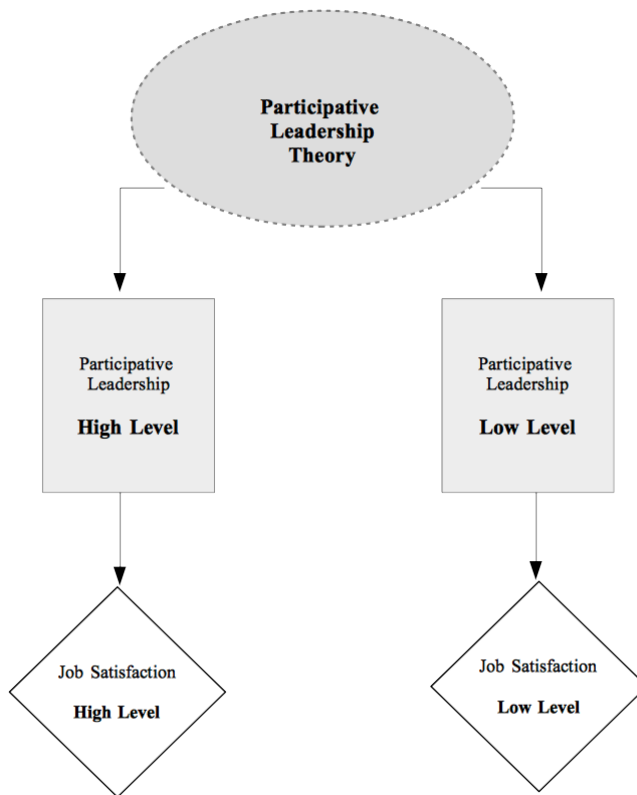 Participative
Leadership
Theory
Participative
Leadership
High Level
Participative
Leadership
Low Level
Job Satisfaction
High Level
Job Satisfaction
Low Level